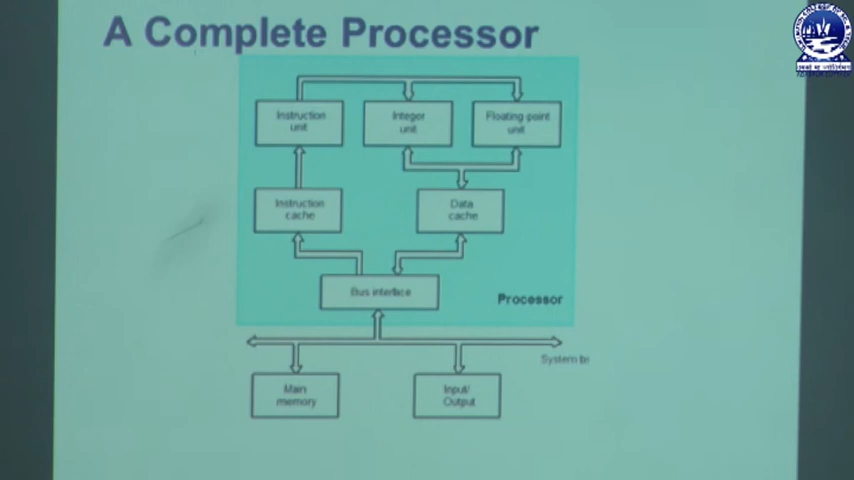 A Complete Processor
Instruction
unit
Integer
unit
Floating point
unit
Instruction
cache
Data
cache
Bus interface
Processor
System
Main
memory
Input/
Output